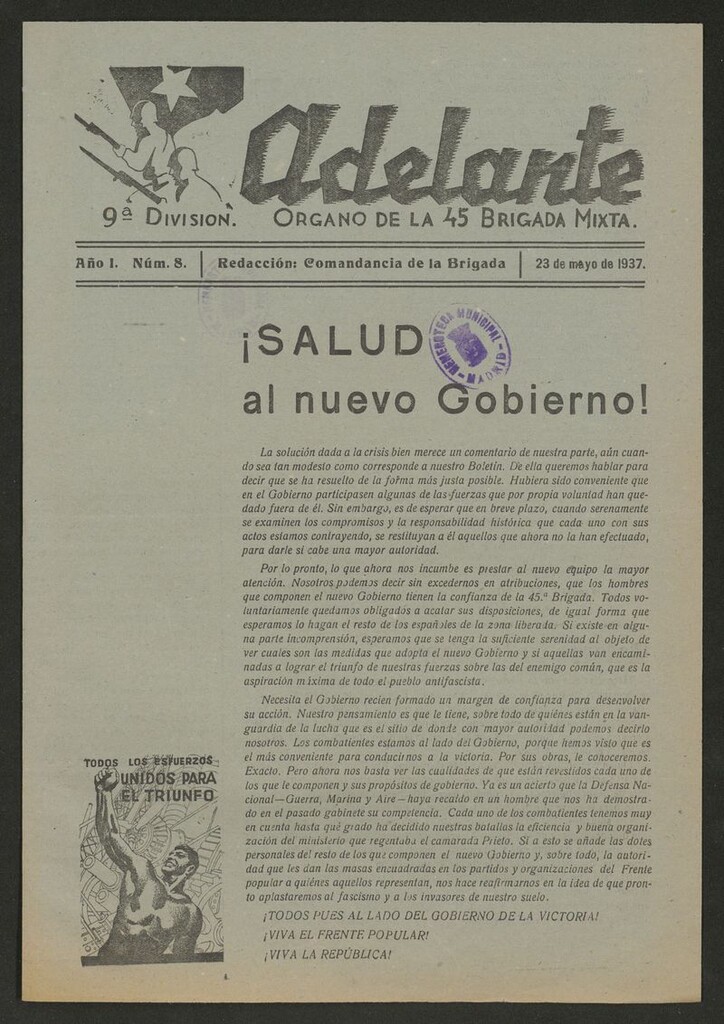 Adelante
9ª DIVISION. ORGANO DE LA 45 BRIGADA MIXTA.
Año I. Núm. 8. Redacción: Comandancia de la Brigada 23 de mayo de 1937.
HEMEROTECA MUNICIPAL - MADRID -
¡SALUD
al nuevo Gobierno!
La solución dada a la crisis bien merece un comentario de nuestra parte, aún cuan-
do sea tan modesto como corresponde a nuestro Boletín. De ella queremos hablar para
decir que se ha resuelto de la forma más justa posible. Hubiera sido conveniente que
en el Gobierno participasen algunas de las fuerzas que por propia voluntad han que-
dado fuera de él. Sin embargo, es de esperar que en breve plazo, cuando serenamente
se examinen los compromisos y la responsabilidad histórica que cada uno con sus
actos estamos contrayendo, se restituyan a él aquellos que ahora no la han efectuado,
para darle si cabe una mayor autoridad.
Por lo pronto, lo que ahora nos incumbe es prestar al nuevo equipo la mayor
atención. Nosotros podemos decir sin excedernos en atribuciones, que los hombres
que componen el nuevo Gobierno tienen la confianza de la 45.ª Brigada. Todos vo-
luntariamente quedamos obligados a acatar sus disposiciones, de igual forma que
esperamos lo hagan el resto de los españoles de la zona liberada. Si existe en algu-
na parte incomprensión, esperamos que se tenga la suficiente serenidad al objeto de
ver cuales son las medidas que adopta el nuevo Gobierno y si aquellas van encami-
nadas a lograr el triunfo de nuestras fuerzas sobre las del enemigo común, que es la
aspiración máxima de todo el pueblo antifascista.
Necesita el Gobierno recien formado un margen de confianza para desenvolver
su acción. Nuestro pensamiento es que le tiene, sobre todo de quiénes están en la van-
guardia de la lucha que es el sitio de donde con mayor autoridad podemos decirlo
nosotros. Los combatientes estamos al lado del Gobierno, porque hemos visto que es
el más conveniente para conducirnos a la victoria. Por sus obras, le conoceremos.
Exacto. Pero ahora nos basta ver las cualidades de que están revestidos cada uno de
los que le componen y sus propósitos de gobierno. Ya es un acierto que la Defensa Na-
cional—Guerra, Marina y Aire—haya recaído en un hombre que nos ha demostra-
do en el pasado gabinete su competencia. Cada uno de los combatientes tenemos muy
en cuenta hasta qué grado ha decidido nuestras batallas la eficiencia y buena organi-
zación del ministerio que regentaba el camarada Prieto. Si a esto se añade las dotes
personales del resto de los que componen el nuevo Gobierno y, sobre todo, la autori-
dad que les dan las masas encuadradas en los partidos y organizaciones del Frente
popular a quiénes aquellos representan, nos hace reafirmarnos en la idea de que pron-
to aplastaremos al fascismo y a los invasores de nuestro suelo.
¡TODOS PUES AL LADO DEL GOBIERNO DE LA VICTORIA!
¡VIVA EL FRENTE POPULAR!
¡VIVA LA REPÚBLICA!
TODOS LOS ESFUERZOS
UNIDOS PARA
EL TRIUNFO